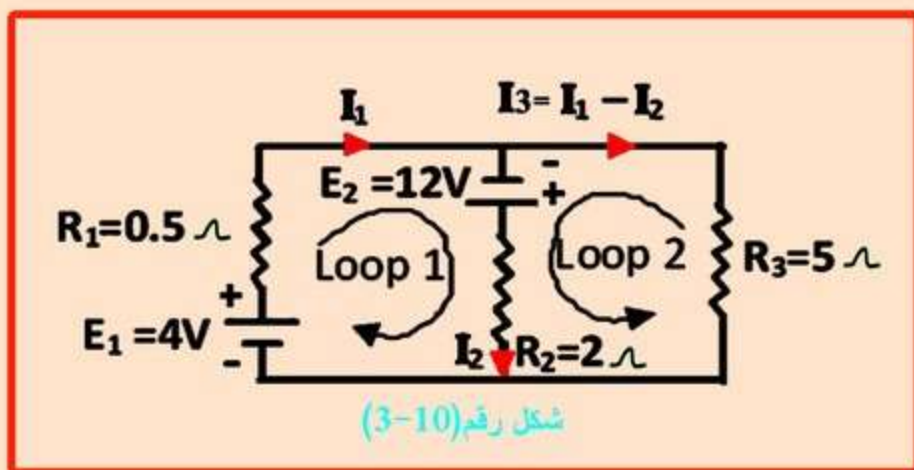 I₁
I3= I₁ – I₂
E₂ =12V
-
+
R₁=0.5 Ω
Loop 1
Loop 2
R₃=5 Ω
+
E₁ =4V
-
I₂
R₂=2 Ω
شكل رقم(10-3)